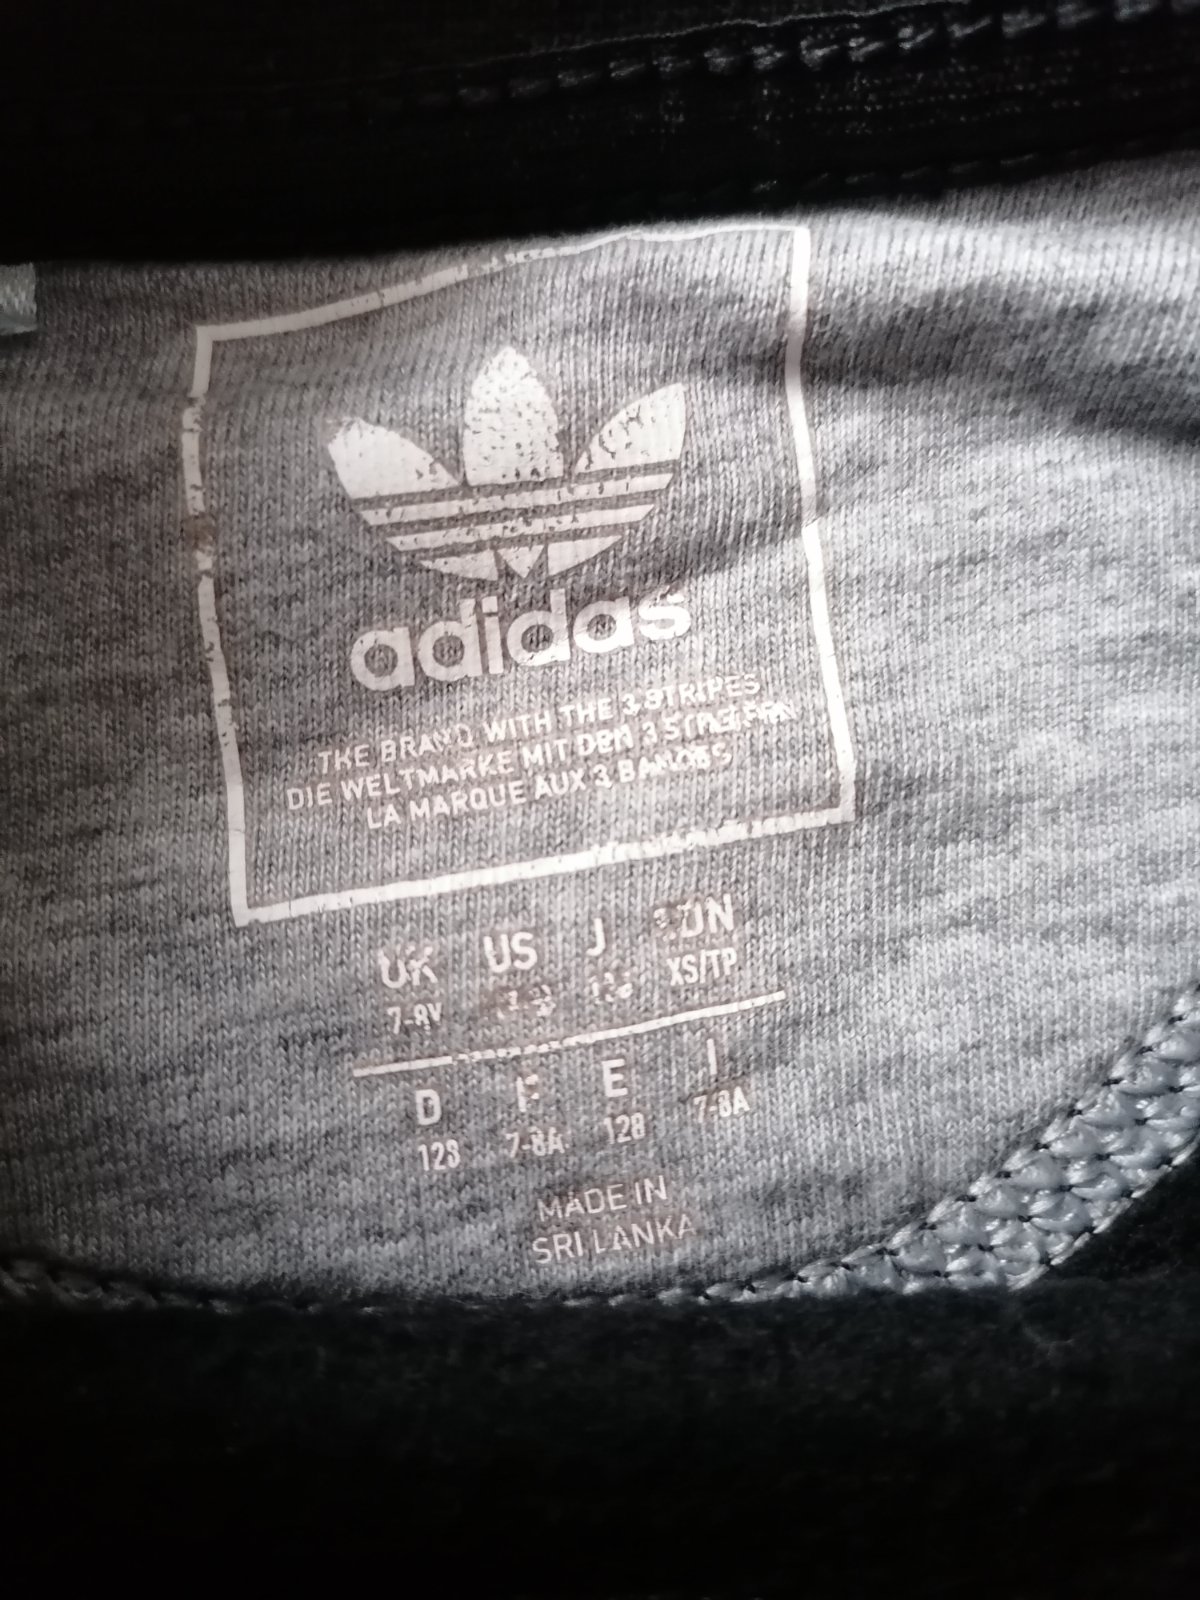 adidas
THE BRAND WITH THE 3 STRIPES
DIE WELTMARKE MIT DEN 3 STREIFEN
LA MARQUE AUX 3 BANDES
UK US J CDN
7-8Y XS/TP
D F E I
128 7-8A 128 7-8A
MADE IN
SRI LANKA